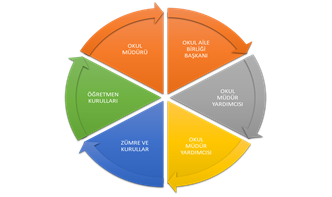 OKUL
MÜDÜRÜ
OKUL AİLE
BİRLİĞİ
BAŞKANI
OKUL
MÜDÜR
YARDIMCISI
OKUL
MÜDÜR
YARDIMCISI
ZÜMRE VE
KURULLAR
ÖĞRETMEN
KURULLARI